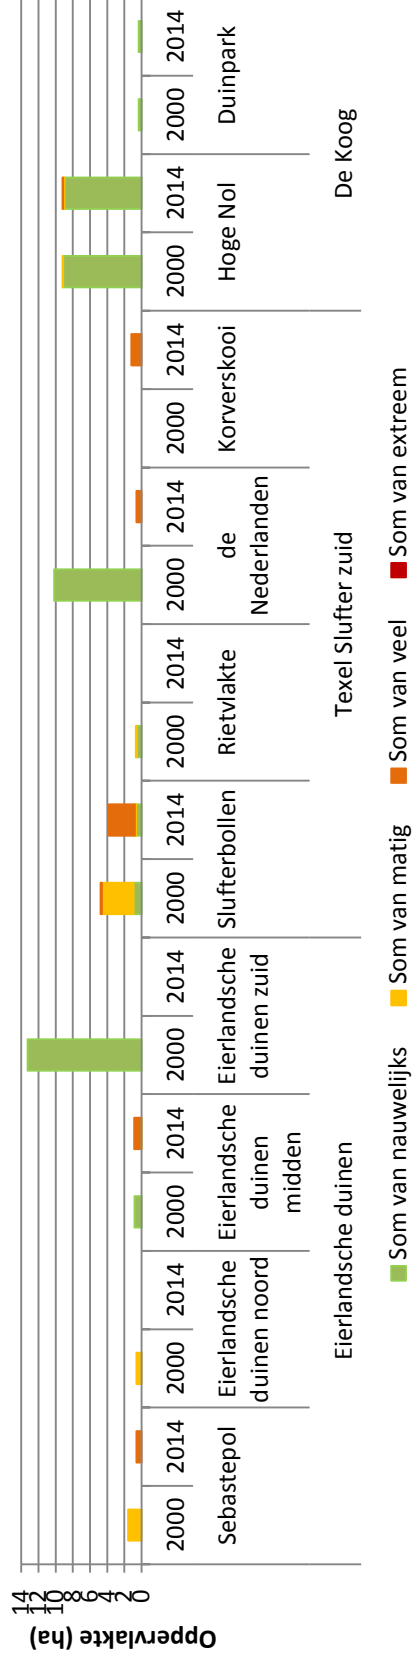 Oppervlakte (ha)
14
12
10
8
6
4
2
0
2000 2014 2000 2014 2000 2014 2000 2014 2000 2014 2000 2014 2000 2014 2000 2014 2000 2014 2000 2014
Sebastepol
Eierlandsche
duinen noord
Eierlandsche
duinen
midden
Eierlandsche
duinen zuid
Slufterbollen
Rietvlakte
de
Nederlanden
Korverskooi
Hoge Nol
Duinpark
Eierlandsche duinen
Texel Slufter zuid
De Koog
Som van nauwelijks
Som van matig
Som van veel
Som van extreem